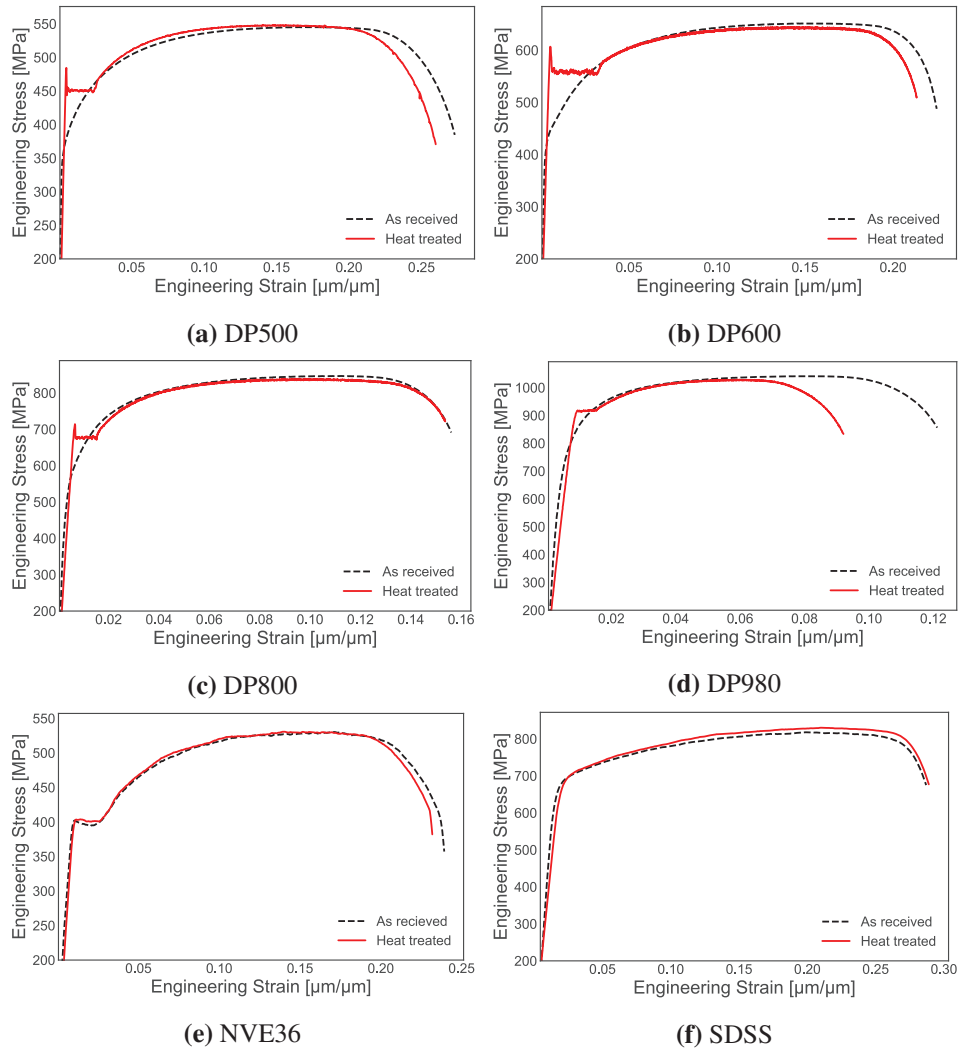 Engineering Stress [MPa]
550
500
450
400
350
300
250
200
As received
Heat treated
0.05 0.10 0.15 0.20 0.25
Engineering Strain [μm/μm]
(a) DP500
Engineering Stress [MPa]
600
500
400
300
200
As received
Heat treated
0.05 0.10 0.15 0.20
Engineering Strain [μm/μm]
(b) DP600
Engineering Stress [MPa]
800
700
600
500
400
300
200
As received
Heat treated
0.02 0.04 0.06 0.08 0.10 0.12 0.14 0.16
Engineering Strain [μm/μm]
(c) DP800
Engineering Stress [MPa]
1000
900
800
700
600
500
400
300
200
As received
Heat treated
0.02 0.04 0.06 0.08 0.10 0.12
Engineering Strain [μm/μm]
(d) DP980
Engineering Stress [MPa]
550
500
450
400
350
300
250
200
As recieved
Heat treated
0.05 0.10 0.15 0.20 0.25
Engineering Strain [μm/μm]
(e) NVE36
Engineering Stress [MPa]
800
700
600
500
400
300
200
As received
Heat treated
0.05 0.10 0.15 0.20 0.25 0.30
Engineering Strain [μm/μm]
(f) SDSS